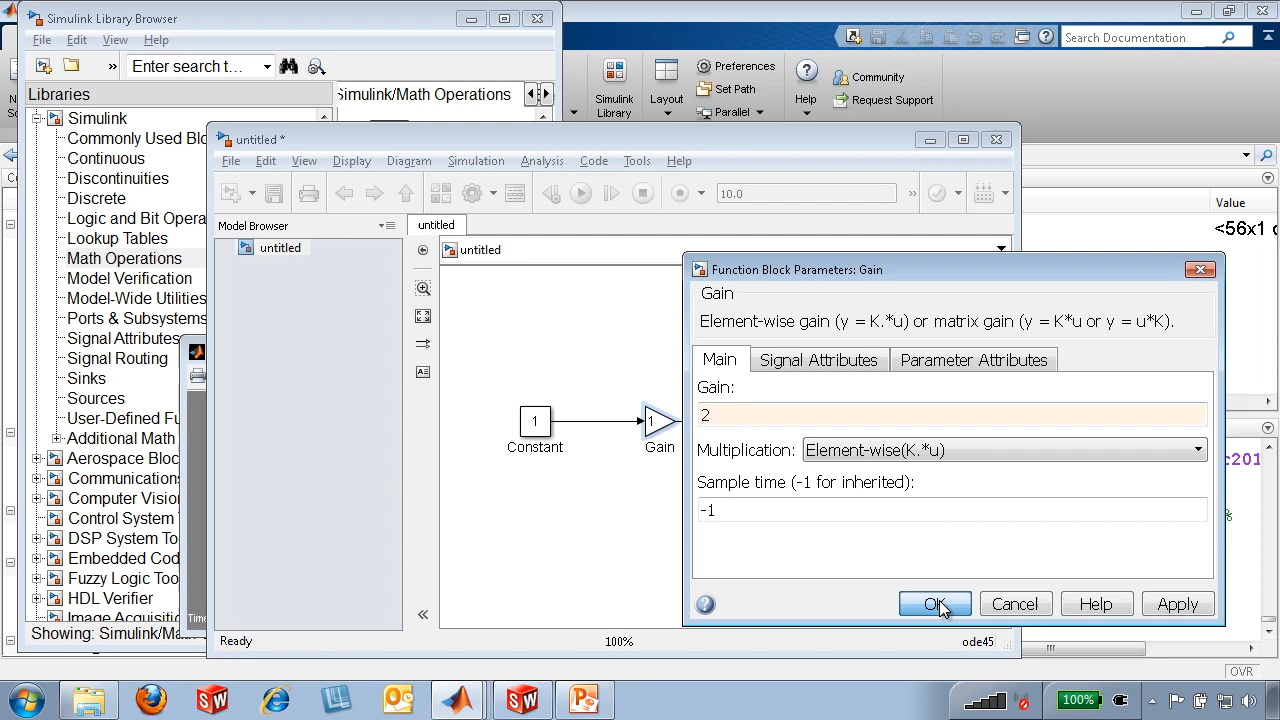 Simulink Library Browser
File Edit View Help
Enter search t...
»
Libraries
Simulink/Math Operations
Simulink
Commonly Used Blo
Continuous
Discontinuities
Discrete
Logic and Bit Opera
Lookup Tables
Math Operations
Model Verification
Model-Wide Utilities
Ports & Subsystems
Signal Attributes
Signal Routing
Sinks
Sources
User-Defined Fu
Additional Math
Aerospace Bloc
Communications
Computer Vision
Control System
DSP System To
Embedded Cod
Fuzzy Logic Too
HDL Verifier
Image Acquisitio
Showing: Simulink/Ma
Search Documentation
Simulink
Library
Layout
Preferences
Set Path
Parallel
Help
Community
Request Support
Value
<56x1 c
c201
%
OVR
Time
untitled *
File Edit View Display Diagram Simulation Analysis Code Tools Help
10.0
»
Model Browser
untitled
untitled
untitled
1
Constant
1
Gain
Ready
100%
ode45
Function Block Parameters: Gain
Gain
Element-wise gain (y = K.*u) or matrix gain (y = K*u or y = u*K).
Main Signal Attributes Parameter Attributes
Gain:
2
Multiplication: Element-wise(K.*u)
Sample time (-1 for inherited):
-1
OK Cancel Help Apply
100%